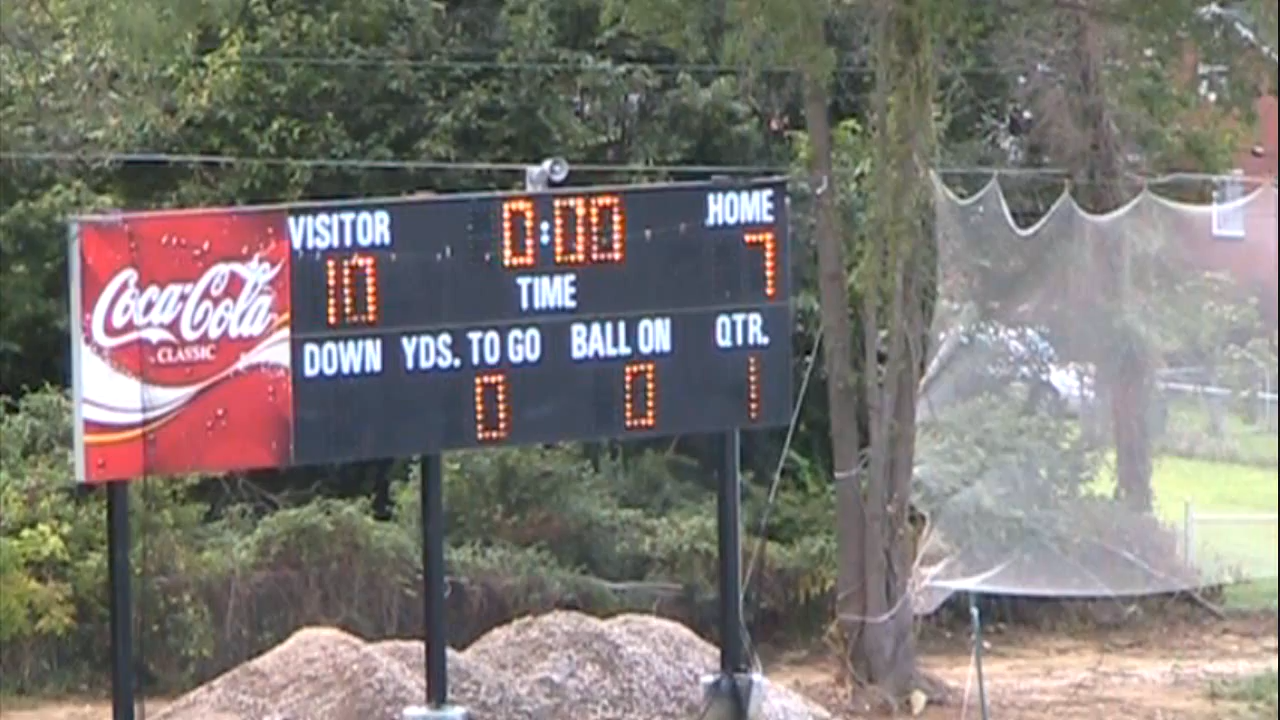 Coca-Cola
CLASSIC
VISITOR 0:00 HOME
10 TIME 7
DOWN YDS. TO GO BALL ON QTR.
0 0 1